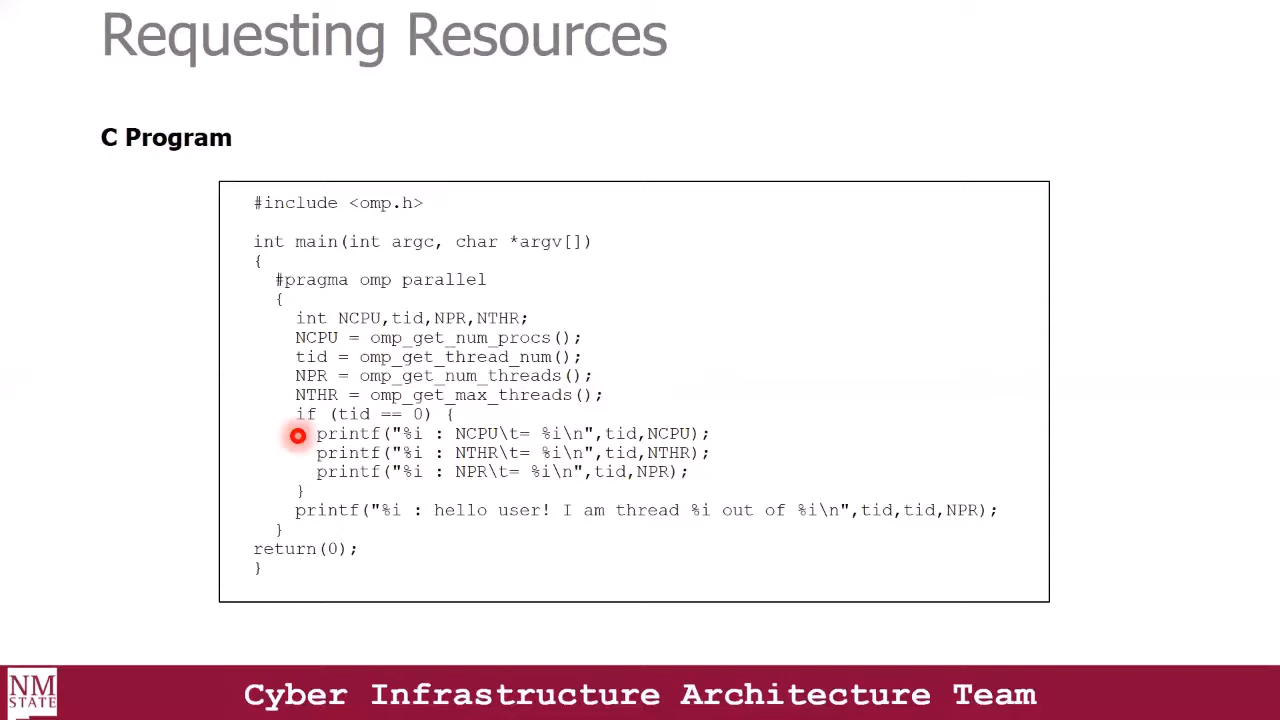 Requesting Resources
C Program
#include <omp.h>
int main(int argc, char *argv[])
{
#pragma omp parallel
{
int NCPU,tid,NPR,NTHR;
NCPU = omp_get_num_procs();
tid = omp_get_thread_num();
NPR = omp_get_num_threads();
NTHR = omp_get_max_threads();
if (tid == 0) {
printf("%i : NCPU\t= %i\n",tid,NCPU);
printf("%i : NTHR\t= %i\n",tid,NTHR);
printf("%i : NPR\t= %i\n",tid,NPR);
}
printf("%i : hello user! I am thread %i out of %i\n",tid,tid,NPR);
}
return(0);
}
NM
STATE
Cyber Infrastructure Architecture Team